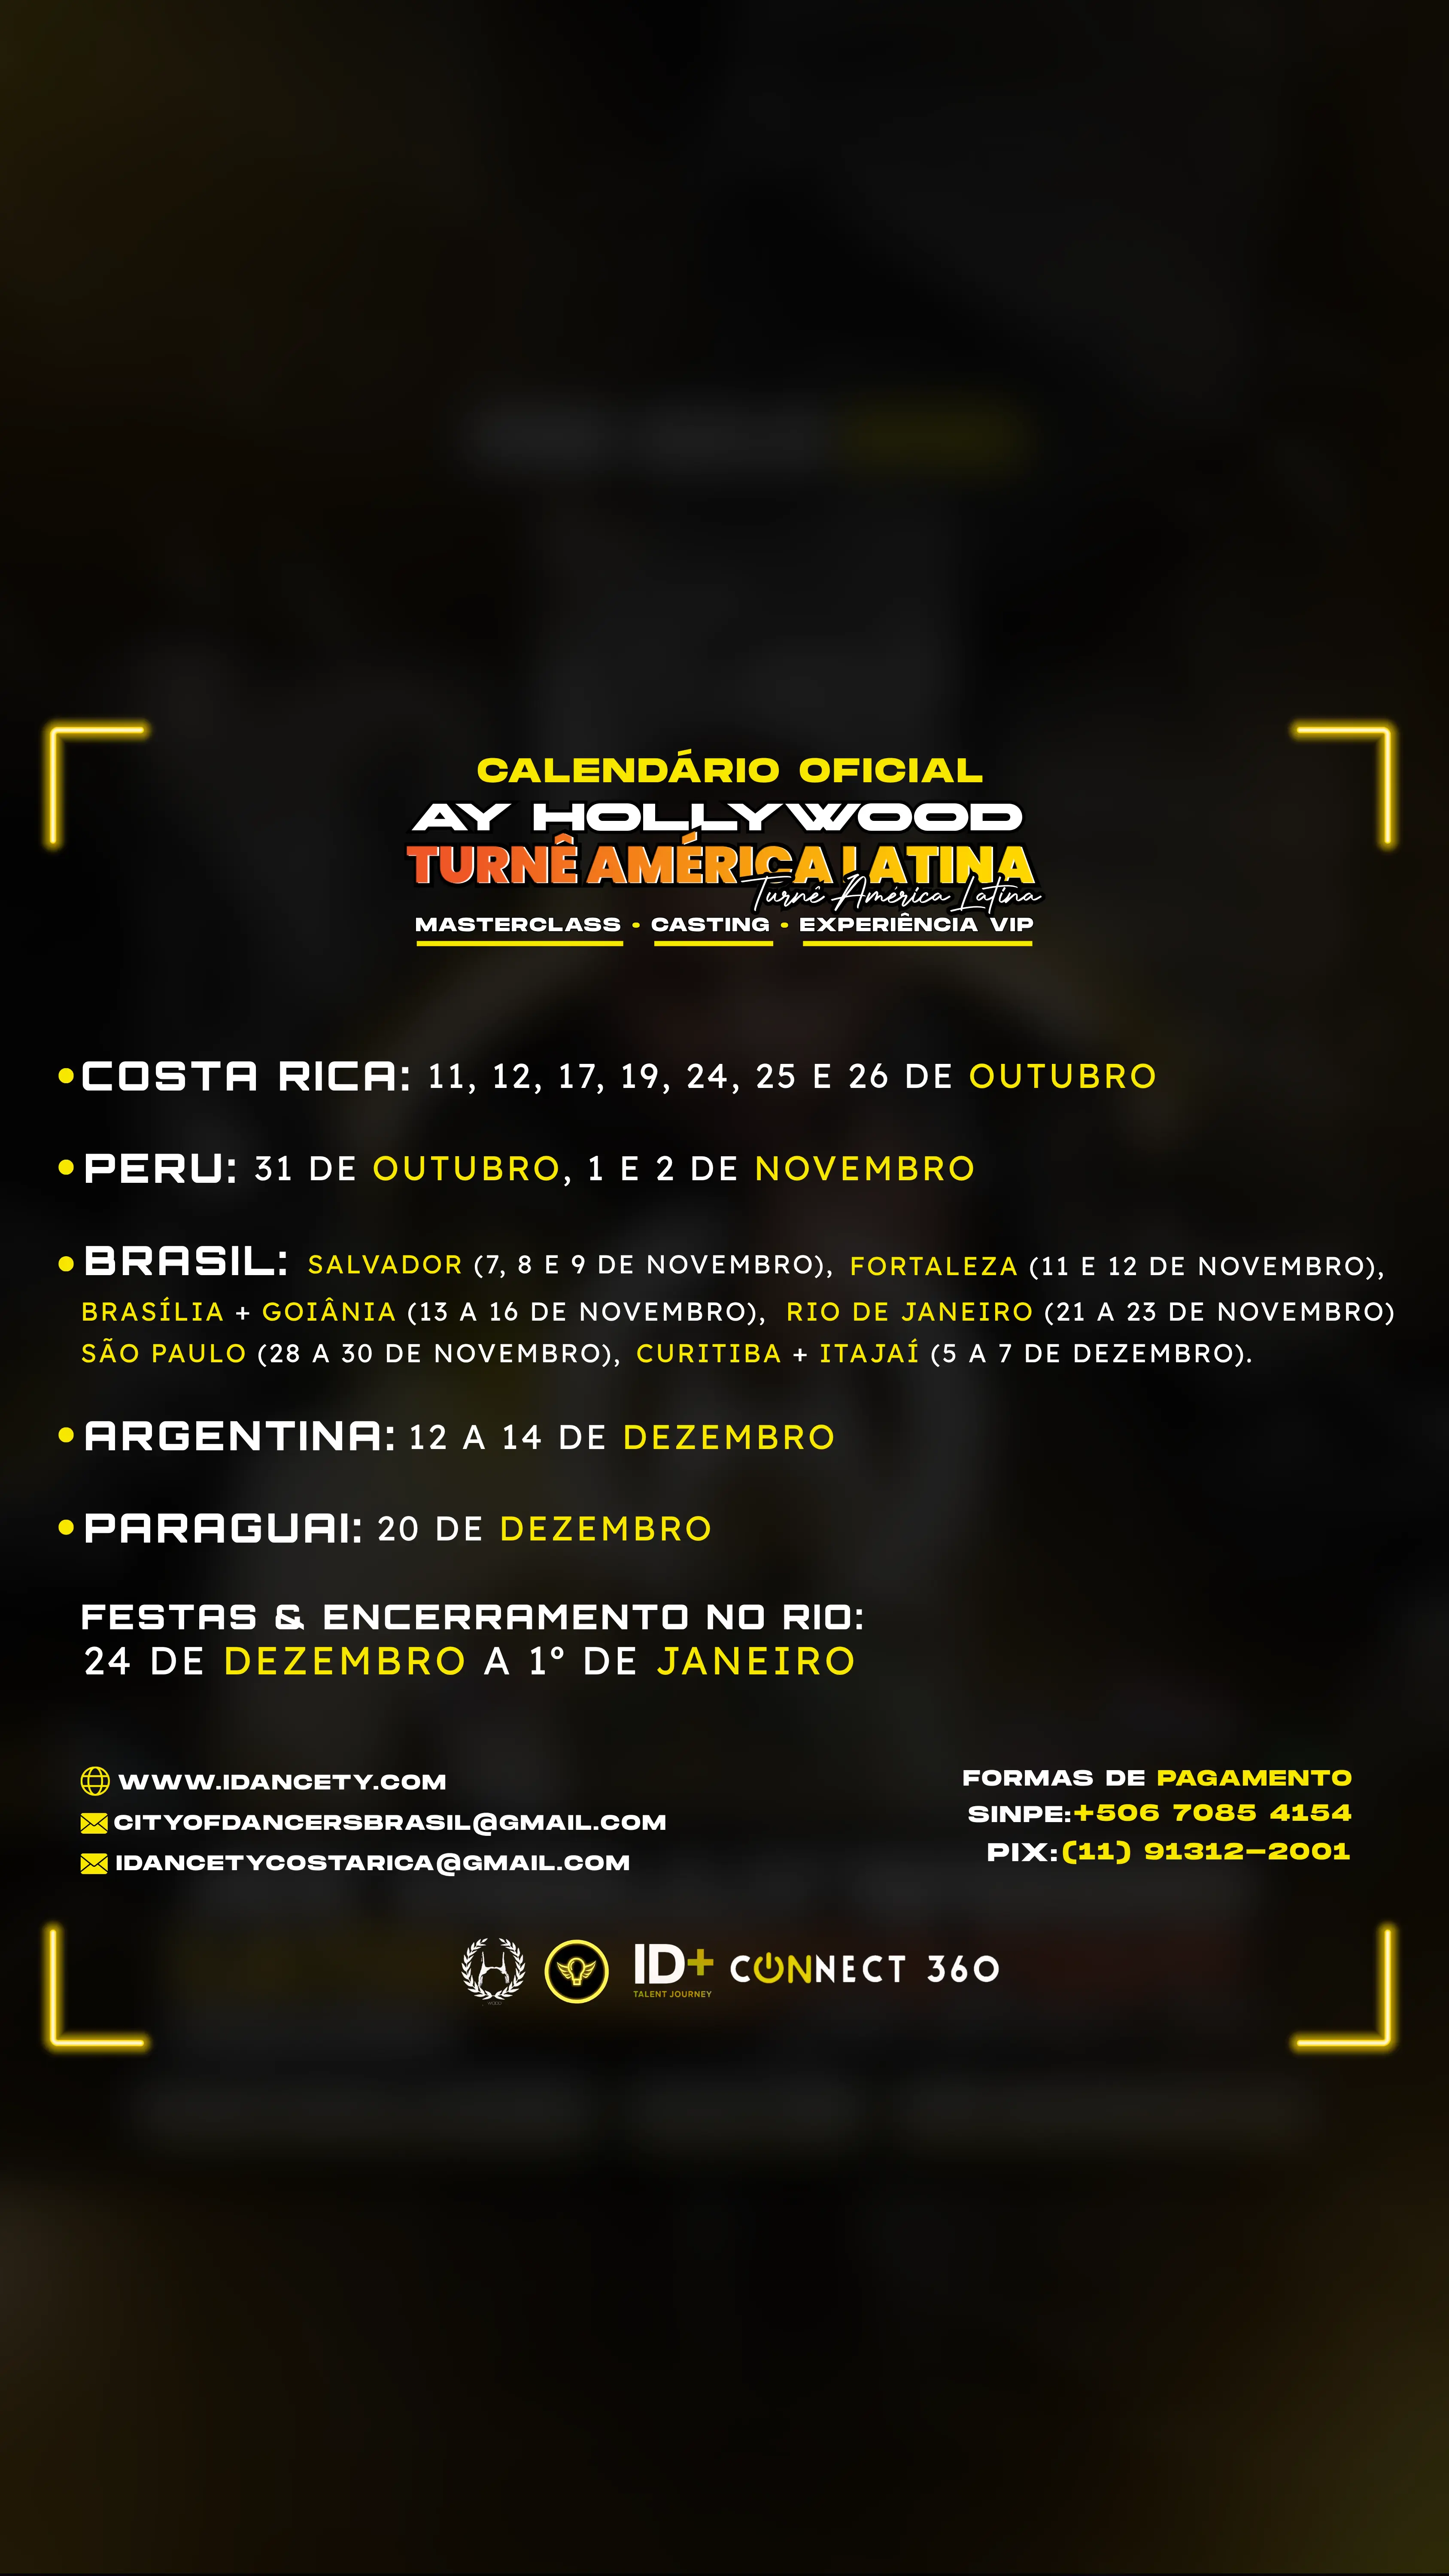 CALENDÁRIO OFICIAL
AY HOLLYWOOD
TURNÊ AMÉRICA LATINA
Turnê América Latina
MASTERCLASS • CASTING • EXPERIÊNCIA VIP
•COSTA RICA: 11, 12, 17, 19, 24, 25 E 26 DE OUTUBRO
•PERU: 31 DE OUTUBRO, 1 E 2 DE NOVEMBRO
•BRASIL: SALVADOR (7, 8 E 9 DE NOVEMBRO), FORTALEZA (11 E 12 DE NOVEMBRO),
BRASÍLIA + GOIÂNIA (13 A 16 DE NOVEMBRO), RIO DE JANEIRO (21 A 23 DE NOVEMBRO)
SÃO PAULO (28 A 30 DE NOVEMBRO), CURITIBA + ITAJAÍ (5 A 7 DE DEZEMBRO).
•ARGENTINA: 12 A 14 DE DEZEMBRO
•PARAGUAI: 20 DE DEZEMBRO
FESTAS & ENCERRAMENTO NO RIO:
24 DE DEZEMBRO A 1º DE JANEIRO
WWW.IDANCETY.COM
CITYOFDANCERSBRASIL@GMAIL.COM
IDANCETYCOSTARICA@GMAIL.COM
FORMAS DE PAGAMENTO
SINPE:+506 7085 4154
PIX:(11) 91312-2001
ID+
TALENT JOURNEY
CONNECT 360